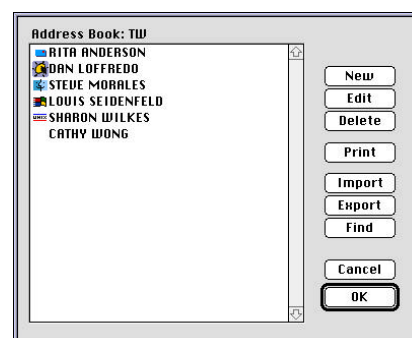 Address Book: TW
RITA ANDERSON
DAN LOFFREDO
STEVE MORALES
LOUIS SEIDENFELD
SHARON WILKES
CATHY WONG
New
Edit
Delete
Print
Import
Export
Find
Cancel
OK